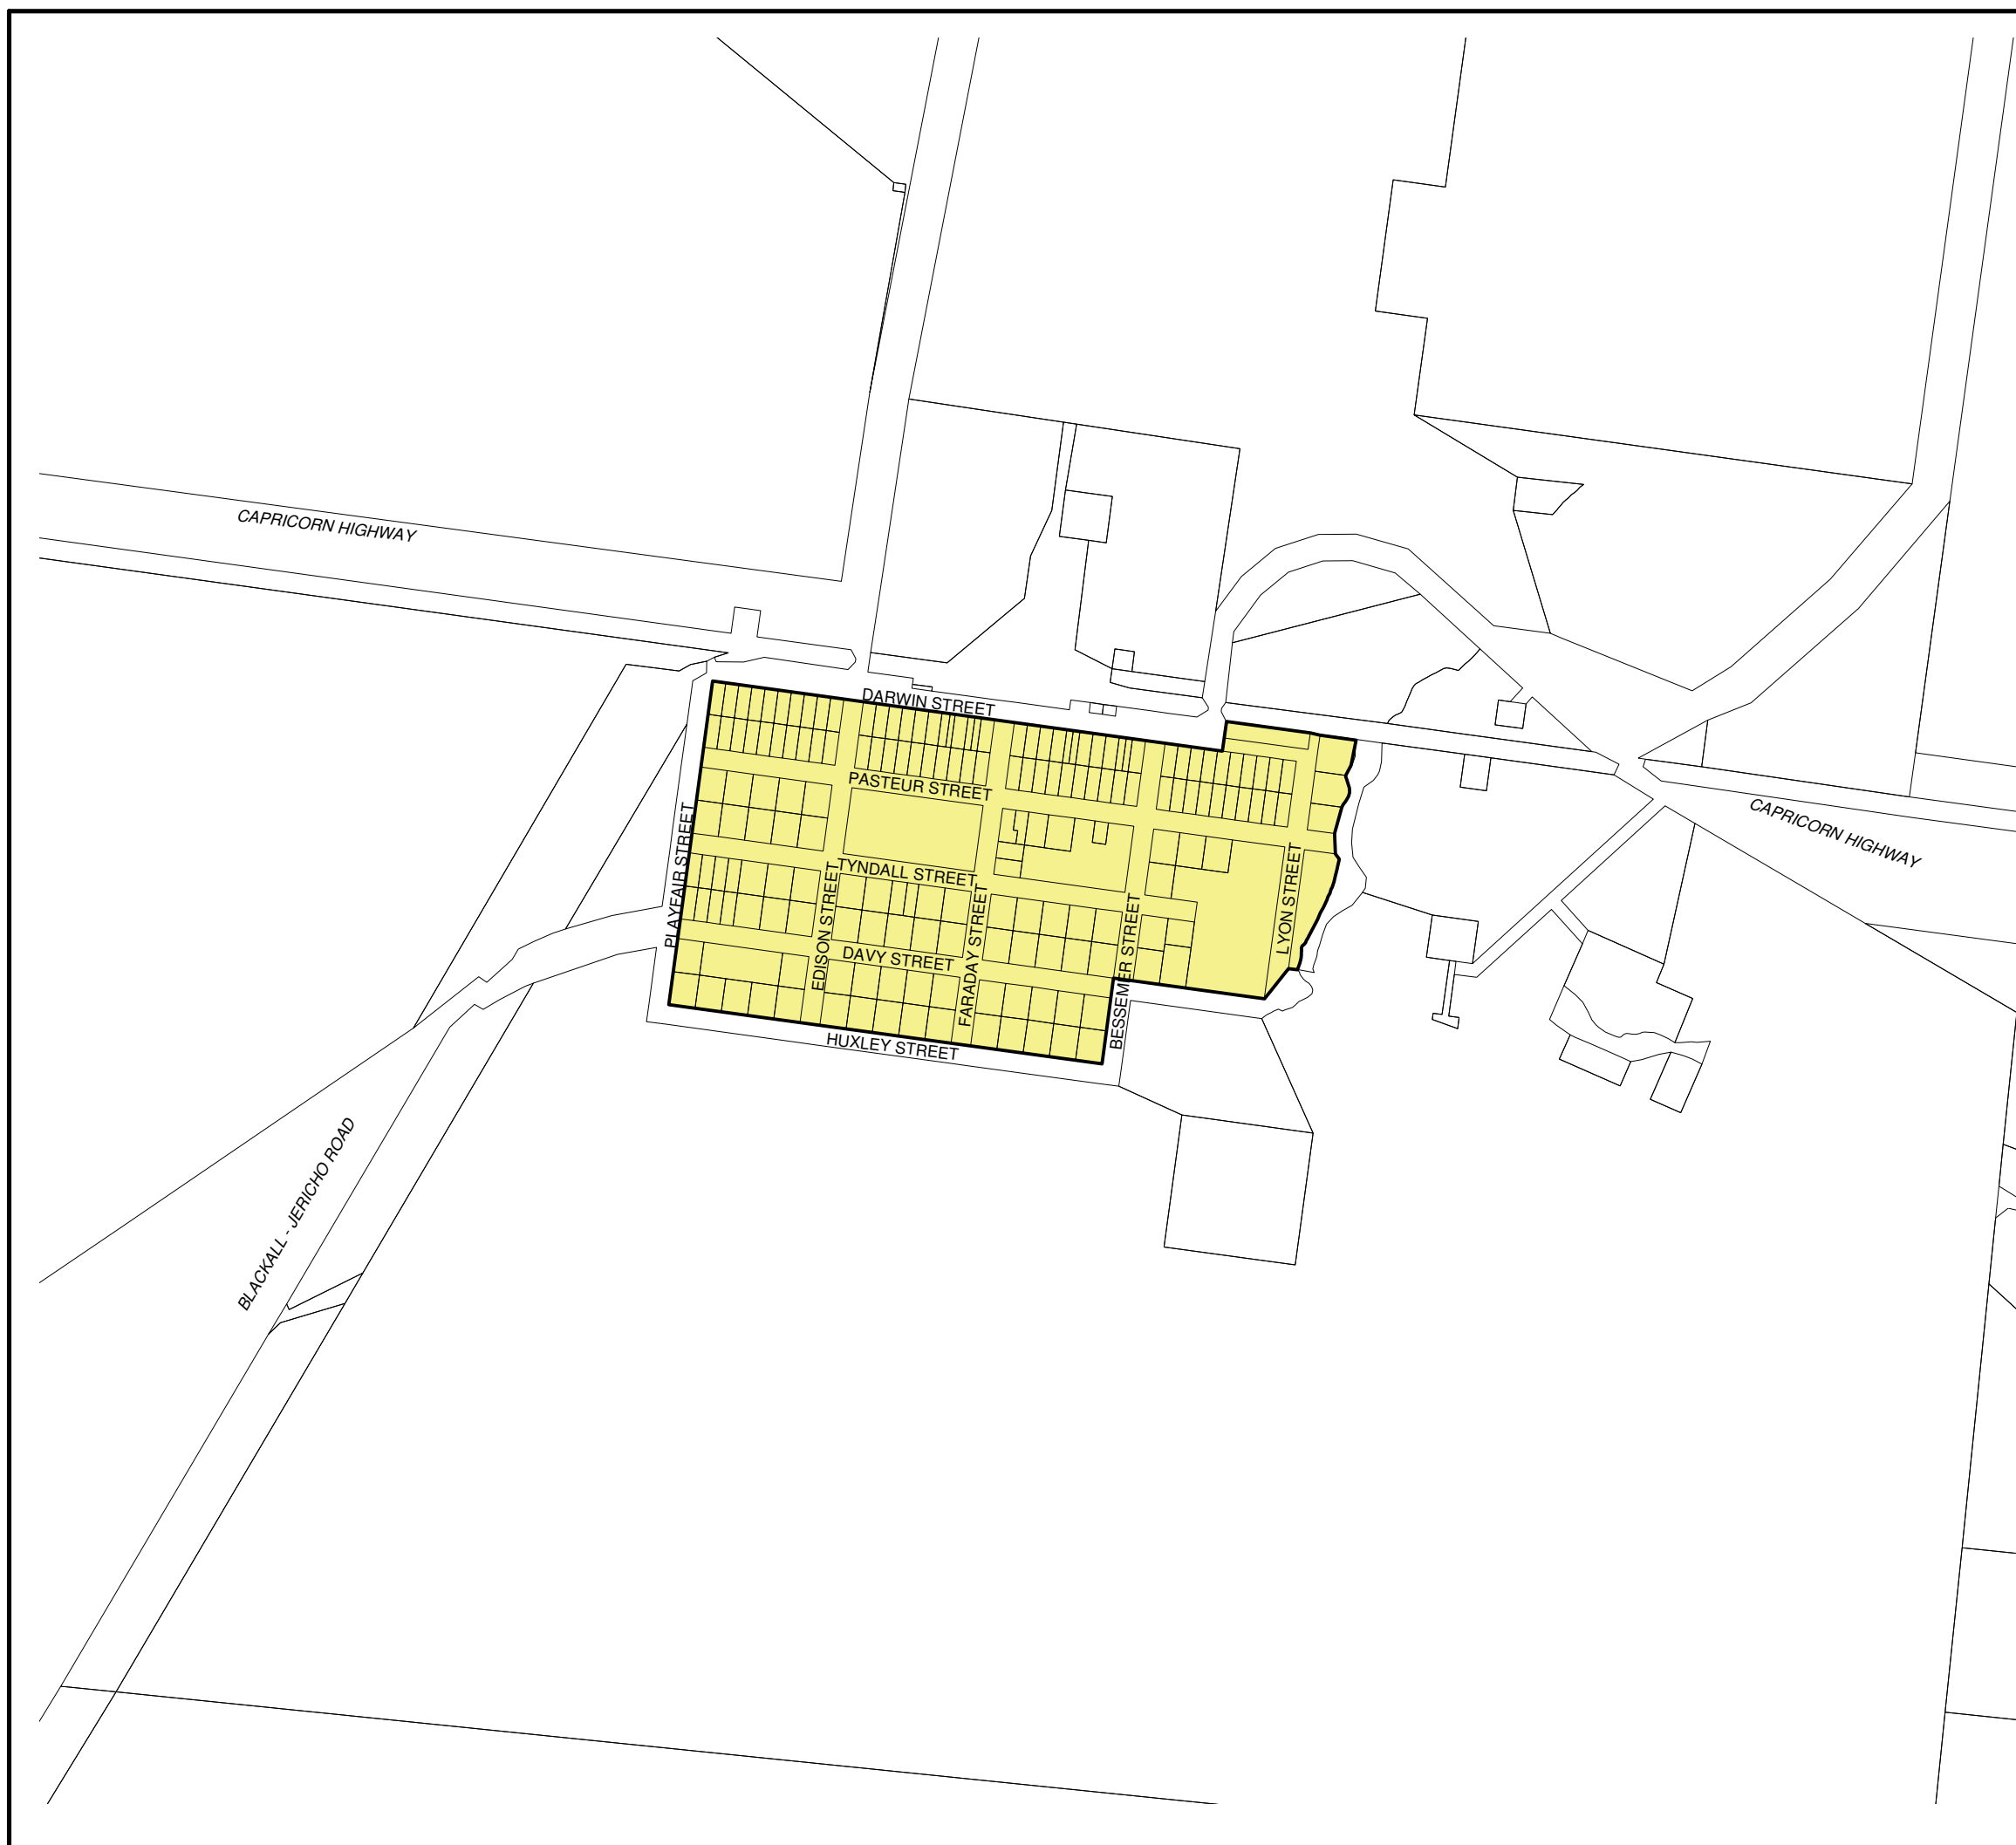 CAPRICORN HIGHWAY
DARWIN STREET
PASTEUR STREET
CAPRICORN HIGHWAY
PLAYFAIR STREET
TYNDALL STREET
EDISON STREET
FARADAY STREET
LYON STREET
BESSEMER STREET
DAVY STREET
HUXLEY STREET
BLACKALL - JERICHO ROAD